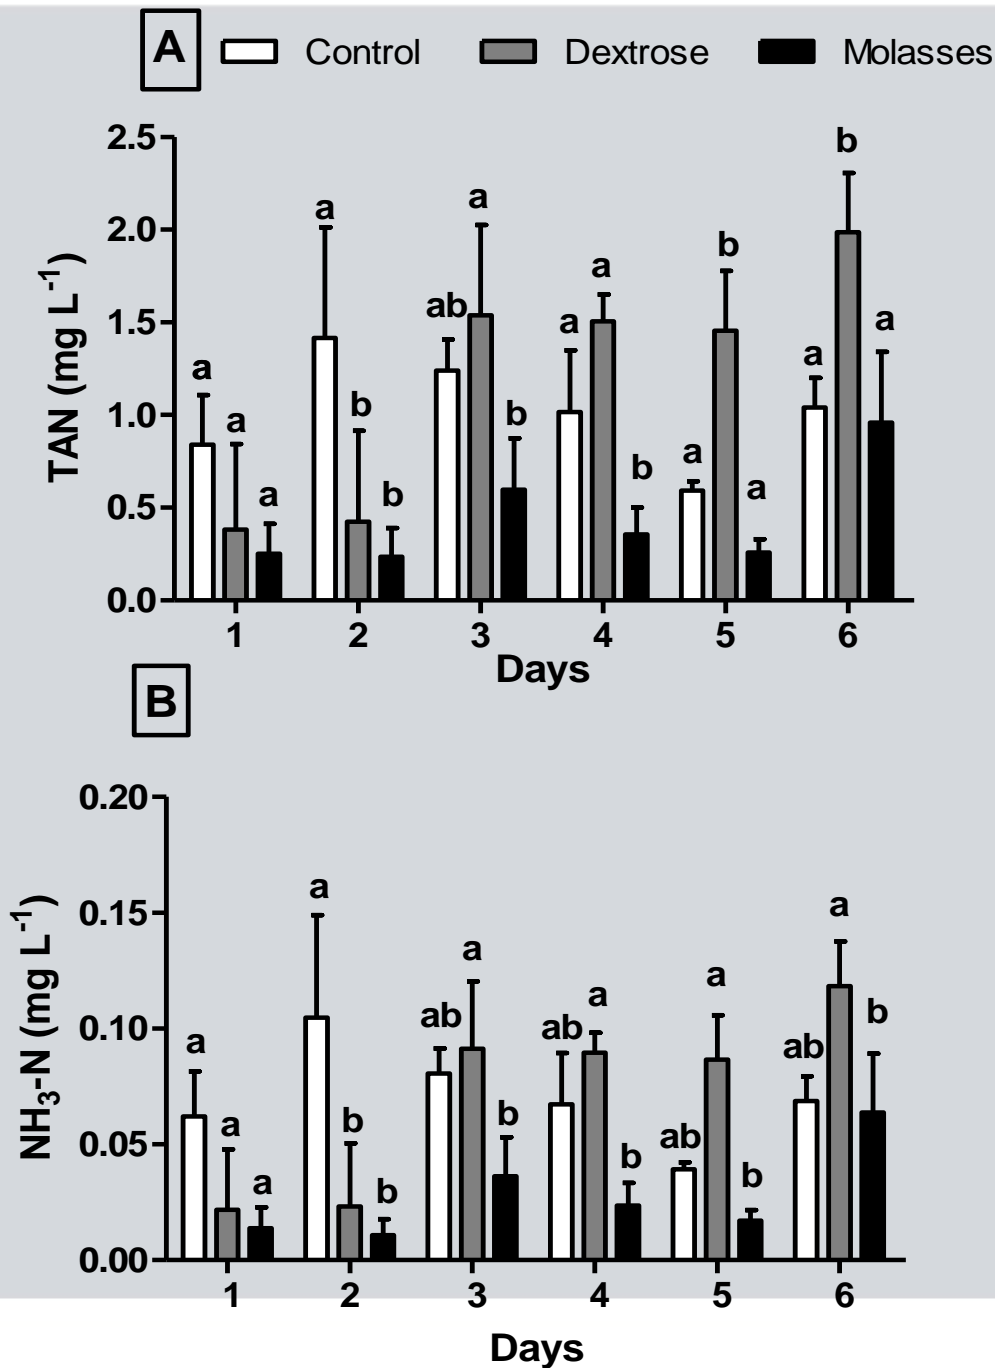 A Control Dextrose Molasses
TAN (mg L-1)
2.5
2.0
1.5
1.0
0.5
0.0
a a a
a b b
ab a b
a a b
a b a
a b a
1 2 3 4 5 6
Days
B
NH3-N (mg L-1)
0.20
0.15
0.10
0.05
0.00
a a a
a b b
ab a b
ab a b
ab a b
ab a b
1 2 3 4 5 6
Days